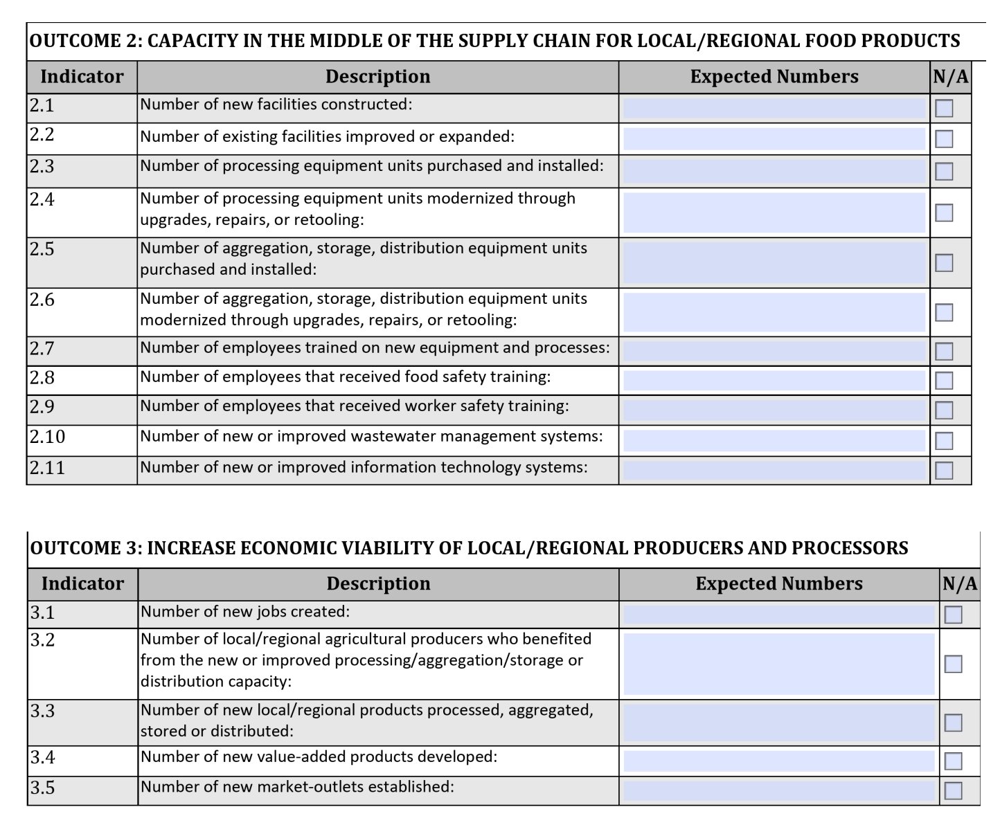 OUTCOME 2: CAPACITY IN THE MIDDLE OF THE SUPPLY CHAIN FOR LOCAL/REGIONAL FOOD PRODUCTS
Indicator Description Expected Numbers N/A
2.1 Number of new facilities constructed:
2.2 Number of existing facilities improved or expanded:
2.3 Number of processing equipment units purchased and installed:
2.4 Number of processing equipment units modernized through
upgrades, repairs, or retooling:
2.5 Number of aggregation, storage, distribution equipment units
purchased and installed:
2.6 Number of aggregation, storage, distribution equipment units
modernized through upgrades, repairs, or retooling:
2.7 Number of employees trained on new equipment and processes:
2.8 Number of employees that received food safety training:
2.9 Number of employees that received worker safety training:
2.10 Number of new or improved wastewater management systems:
2.11 Number of new or improved information technology systems:
OUTCOME 3: INCREASE ECONOMIC VIABILITY OF LOCAL/REGIONAL PRODUCERS AND PROCESSORS
Indicator Description Expected Numbers N/A
3.1 Number of new jobs created:
3.2 Number of local/regional agricultural producers who benefited
from the new or improved processing/aggregation/storage or
distribution capacity:
3.3 Number of new local/regional products processed, aggregated,
stored or distributed:
3.4 Number of new value-added products developed:
3.5 Number of new market-outlets established: